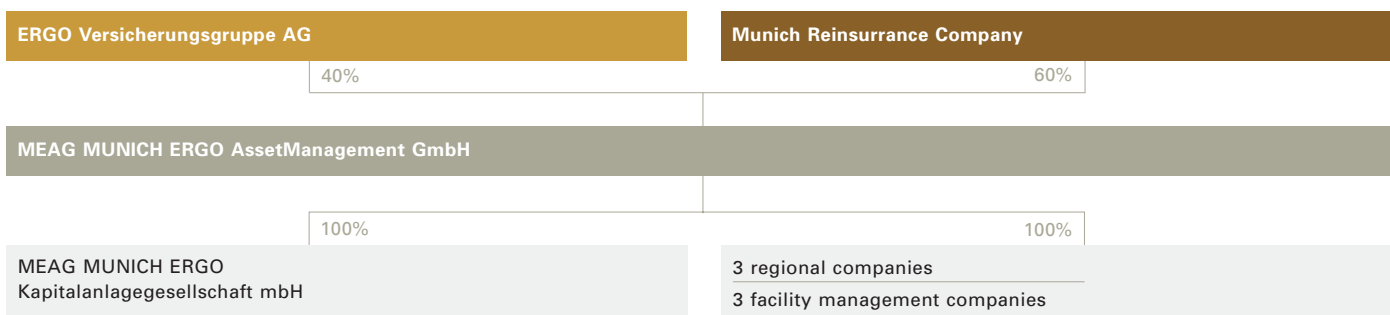 ERGO Versicherungsgruppe AG
Munich Reinsurrance Company
40%
60%
MEAG MUNICH ERGO AssetManagement GmbH
100%
100%
MEAG MUNICH ERGO
Kapitalanlagegesellschaft mbH
3 regional companies
3 facility management companies